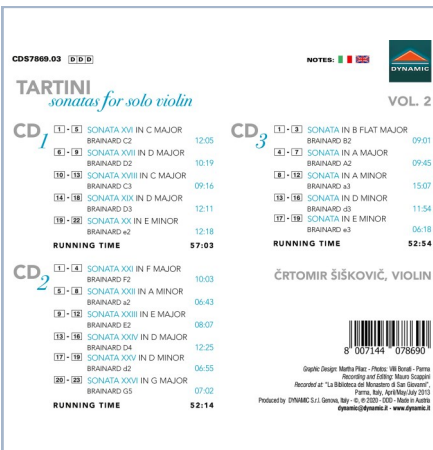 CDS7869.03 DDD
NOTES:
DYNAMIC
TARTINI
sonatas for solo violin
VOL. 2
CD 1
1 - 5 SONATA XVI IN C MAJOR
BRAINARD C2 12:05
6 - 9 SONATA XVII IN D MAJOR
BRAINARD D2 10:19
10 - 13 SONATA XVIII IN C MAJOR
BRAINARD C3 09:16
14 - 18 SONATA XIX IN D MAJOR
BRAINARD D3 12:11
19 - 22 SONATA XX IN E MINOR
BRAINARD e2 12:18
RUNNING TIME 57:03
CD 2
1 - 4 SONATA XXI IN F MAJOR
BRAINARD F2 10:03
5 - 8 SONATA XXII IN A MINOR
BRAINARD a2 06:43
9 - 12 SONATA XXIII IN E MAJOR
BRAINARD E2 08:07
13 - 16 SONATA XXIV IN D MAJOR
BRAINARD D4 12:25
17 - 19 SONATA XXV IN D MINOR
BRAINARD d2 06:55
20 - 23 SONATA XXVI IN G MAJOR
BRAINARD G5 07:02
RUNNING TIME 52:14
CD 3
1 - 3 SONATA IN B FLAT MAJOR
BRAINARD B2 09:01
4 - 7 SONATA IN A MAJOR
BRAINARD A2 09:45
8 - 12 SONATA IN A MINOR
BRAINARD a3 15:07
13 - 16 SONATA IN D MINOR
BRAINARD d3 11:54
17 - 19 SONATA IN E MINOR
BRAINARD e3 06:18
RUNNING TIME 52:54
ČRTOMIR ŠIŠKOVIČ, VIOLIN
8 007144 078690
Graphic Design: Martha Pilarz - Photos: Villi Bonati - Parma
Recording and Editing: Mauro Scappini
Recorded at: "La Biblioteca del Monastero di San Giovanni",
Parma, Italy, April/May/July 2013
Produced by DYNAMIC S.r.l. Genova, Italy - ©, ℗ 2020 - DDD - Made in Austria
dynamic@dynamic.it - www.dynamic.it